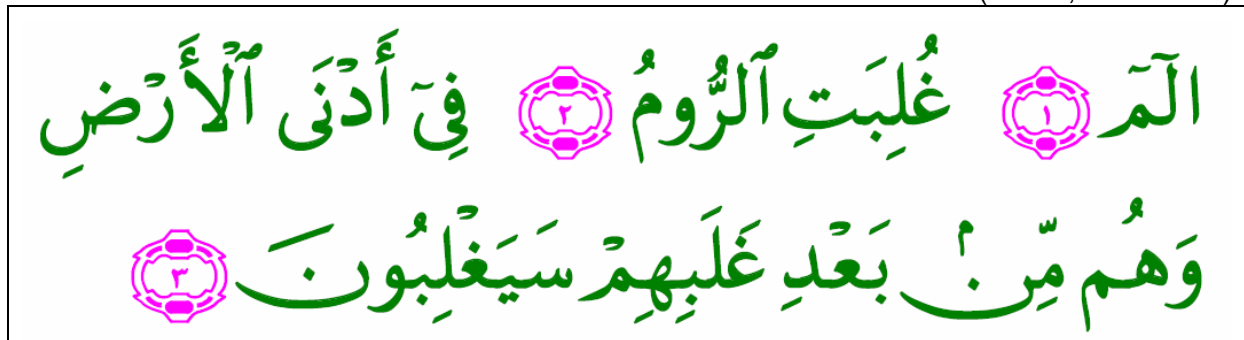 الٓمٓ ١ غُلِبَتِ ٱلرُّومُ ٢ فِىٓ أَدْنَى ٱلْأَرْضِ
وَهُم مِّنۢ بَعْدِ غَلَبِهِمْ سَيَغْلِبُونَ ٣